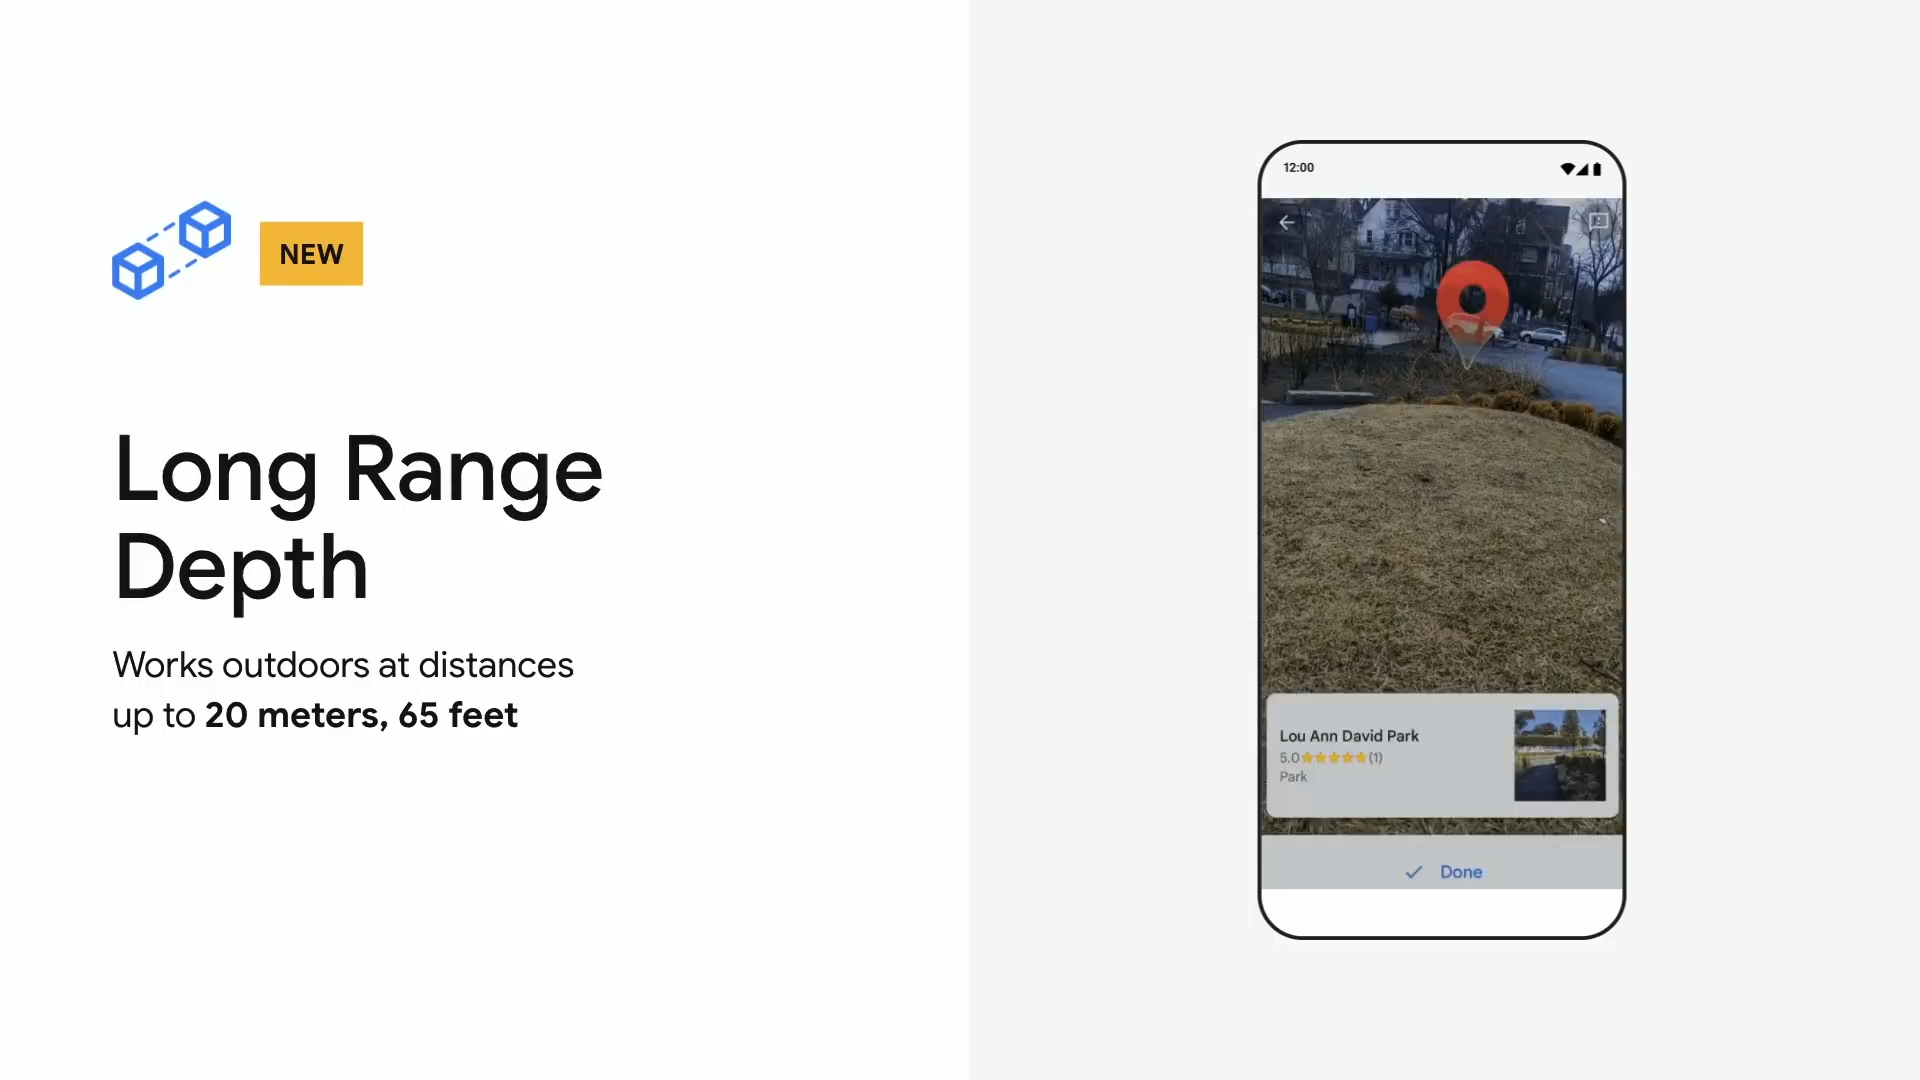 NEW
Long Range
Depth
Works outdoors at distances
up to 20 meters, 65 feet
12:00
Lou Ann David Park
5.0★★★★★(1)
Park
Done